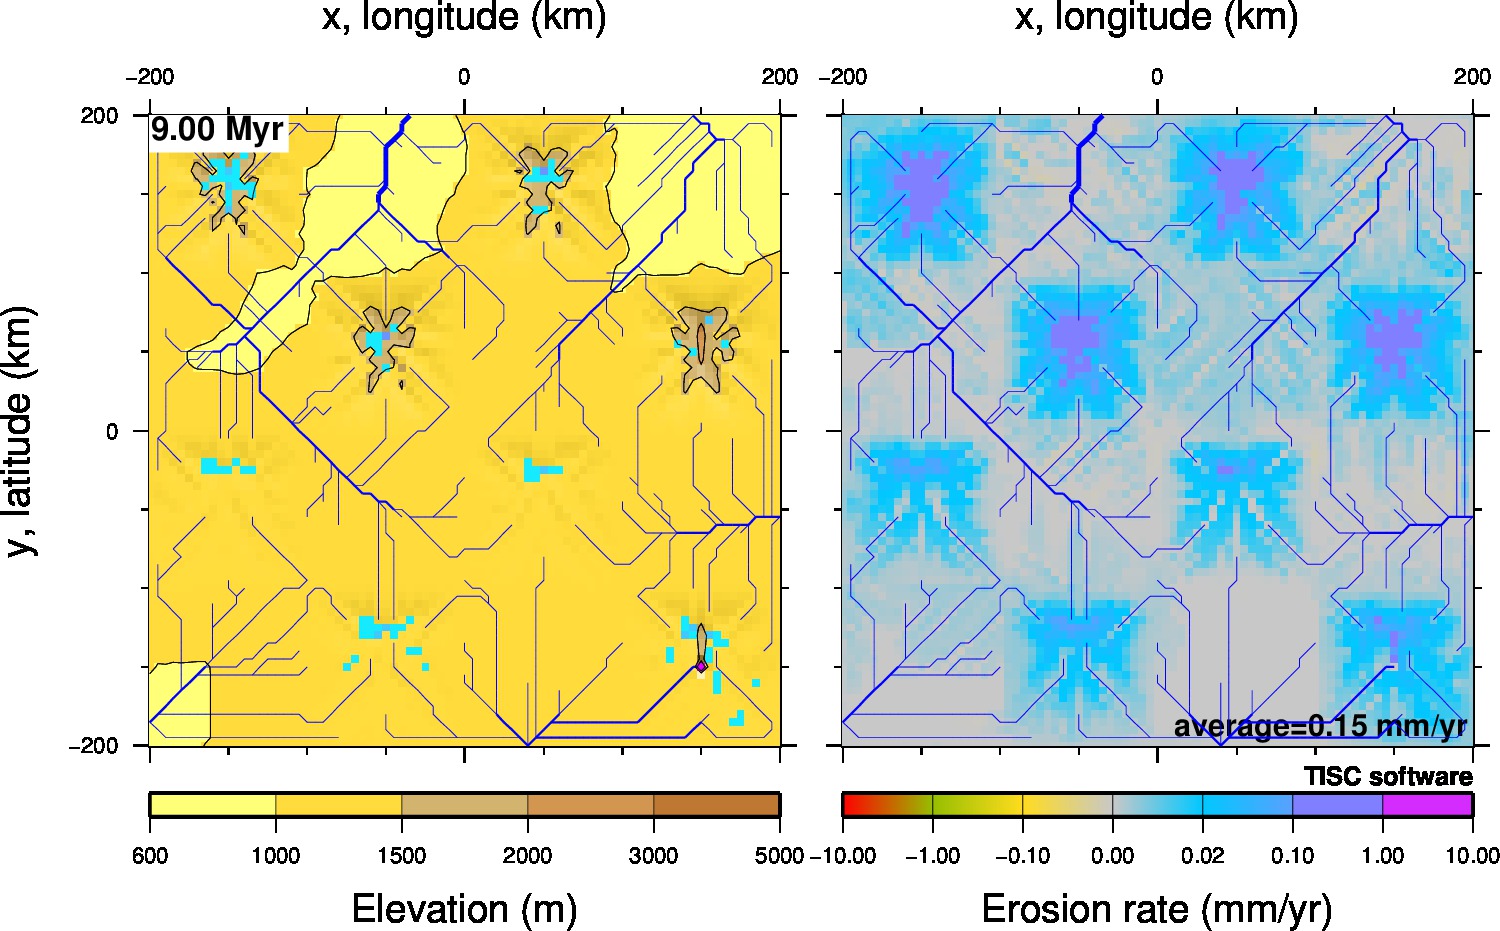 x, longitude (km)
x, longitude (km)
−200 0 200 −200 0 200
200
9.00 Myr
100
0
y, latitude (km)
−200
average=0.15 mm/yr
TISC software
600 1000 1500 2000 3000 5000
−10.00 −1.00 −0.10 0.00 0.02 0.10 1.00 10.00
Elevation (m)
Erosion rate (mm/yr)